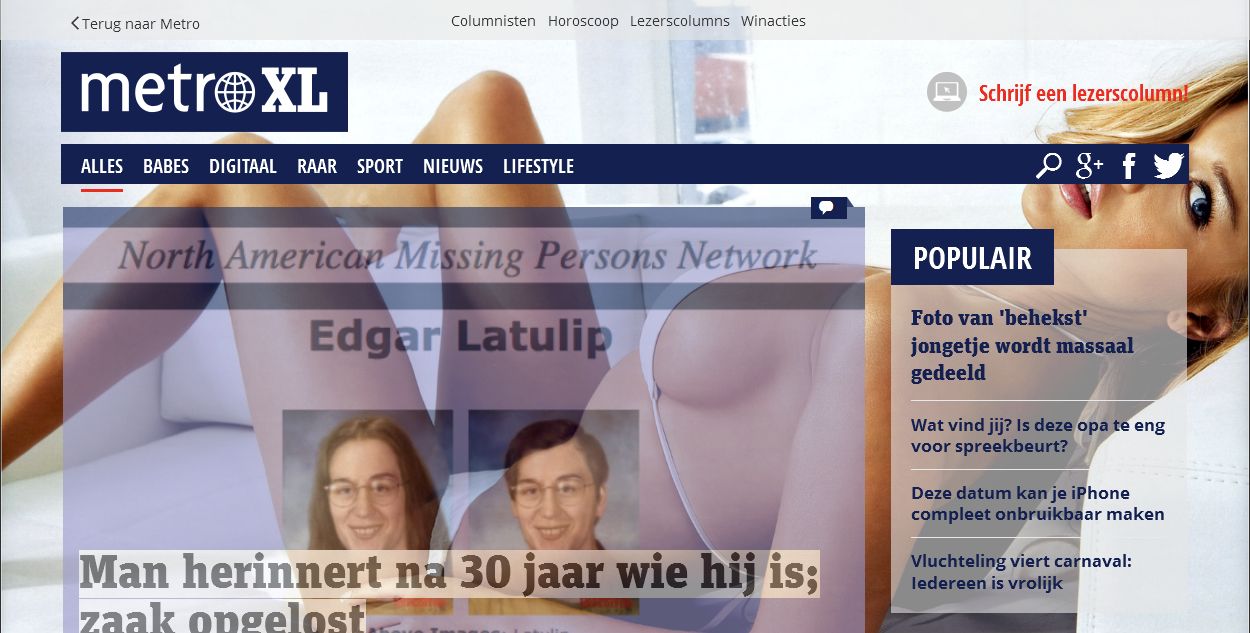 Terug naar Metro
Columnisten Horoscoop Lezerscolumns Winacties
metro XL
Schrijf een lezerscolumn!
ALLES BABES DIGITAAL RAAR SPORT NIEUWS LIFESTYLE
g+ f
North American Missing Persons Network
Edgar Latulip
Man herinnert na 30 jaar wie hij is;
zaak opgelost
Above Images: Latulip
POPULAIR
Foto van 'behekst'
jongetje wordt massaal
gedeeld
Wat vind jij? Is deze opa te eng
voor spreekbeurt?
Deze datum kan je iPhone
compleet onbruikbaar maken
Vluchteling viert carnaval:
Iedereen is vrolijk